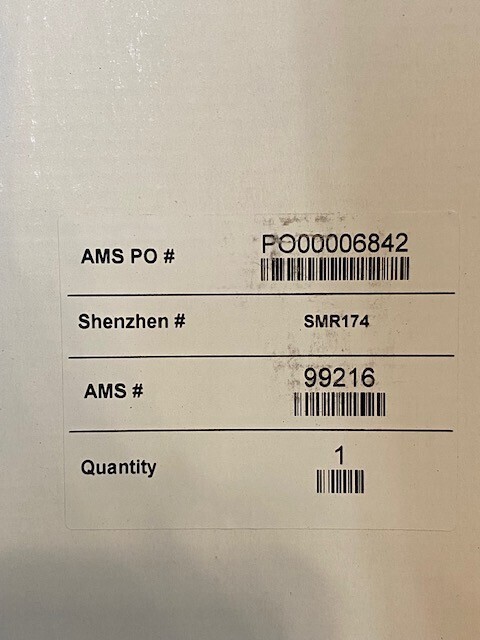 AMS PO # PO00006842
Shenzhen # SMR174
AMS # 99216
Quantity 1